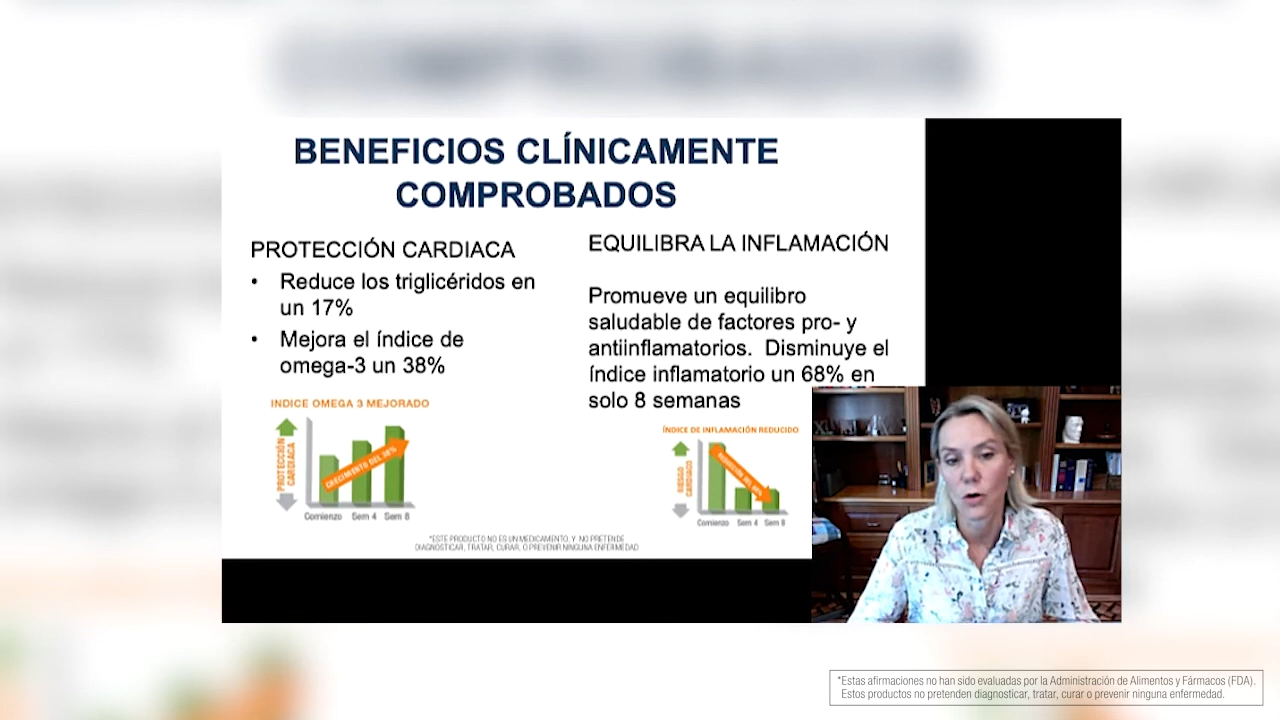 BENEFICIOS CLÍNICAMENTE
COMPROBADOS
PROTECCIÓN CARDIACA
• Reduce los triglicéridos en
un 17%
• Mejora el índice de
omega-3 un 38%
INDICE OMEGA 3 MEJORADO
PROTECCIÓN
CARDIACA
CRECIMIENTO DEL 38%
Comienzo Sem 4 Sem 8
EQUILIBRA LA INFLAMACIÓN
Promueve un equilibro
saludable de factores pro- y
antiinflamatorios. Disminuye el
índice inflamatorio un 68% en
solo 8 semanas
ÍNDICE DE INFLAMACIÓN REDUCIDO
RIESGO
CARDIACO
Comienzo Sem 4 Sem 8
*ESTE PRODUCTO NO ES UN MEDICAMENTO, Y NO PRETENDE
DIAGNOSTICAR, TRATAR, CURAR, O PREVENIR NINGUNA ENFERMEDAD
*Estas afirmaciones no han sido evaluadas por la Administración de Alimentos y Fármacos (FDA).
Estos productos no pretenden diagnosticar, tratar, curar o prevenir ninguna enfermedad.